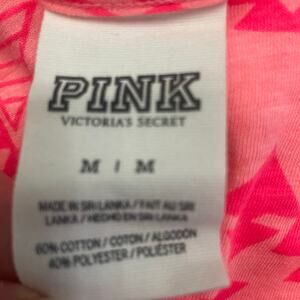 PINK
VICTORIA'S SECRET
M | M
MADE IN SRI LANKA / FAIT AU SRI
LANKA / HECHO EN SRI LANKA
60% COTTON / COTON / ALGODON
40% POLYESTER / POLIÉSTER